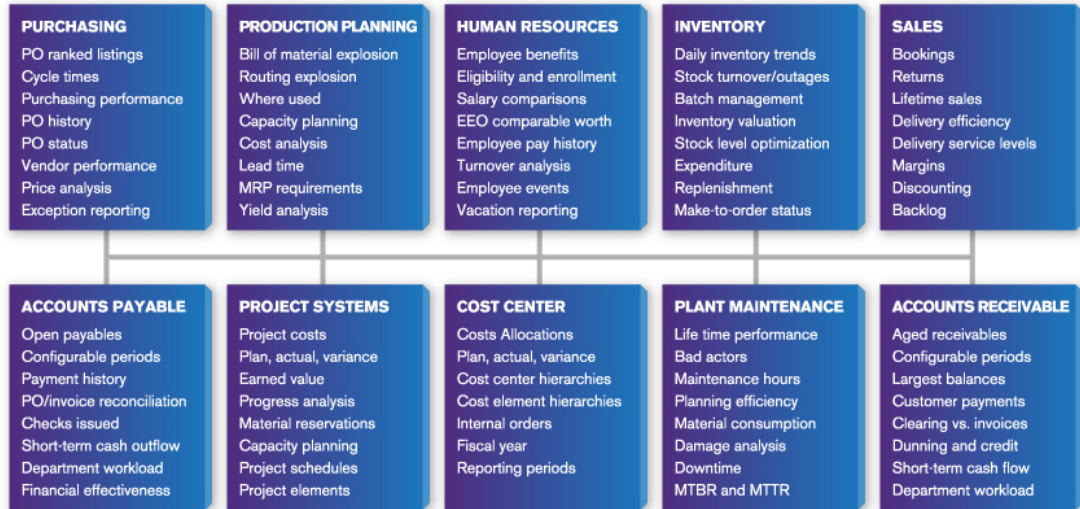 PURCHASING
PO ranked listings
Cycle times
Purchasing performance
PO history
PO status
Vendor performance
Price analysis
Exception reporting
PRODUCTION PLANNING
Bill of material explosion
Routing explosion
Where used
Capacity planning
Cost analysis
Lead time
MRP requirements
Yield analysis
HUMAN RESOURCES
Employee benefits
Eligibility and enrollment
Salary comparisons
EEO comparable worth
Employee pay history
Turnover analysis
Employee events
Vacation reporting
INVENTORY
Daily inventory trends
Stock turnover/outages
Batch management
Inventory valuation
Stock level optimization
Expenditure
Replenishment
Make-to-order status
SALES
Bookings
Returns
Lifetime sales
Delivery efficiency
Delivery service levels
Margins
Discounting
Backlog
ACCOUNTS PAYABLE
Open payables
Configurable periods
Payment history
PO/invoice reconciliation
Checks issued
Short-term cash outflow
Department workload
Financial effectiveness
PROJECT SYSTEMS
Project costs
Plan, actual, variance
Earned value
Progress analysis
Material reservations
Capacity planning
Project schedules
Project elements
COST CENTER
Costs Allocations
Plan, actual, variance
Cost center hierarchies
Cost element hierarchies
Internal orders
Fiscal year
Reporting periods
PLANT MAINTENANCE
Life time performance
Bad actors
Maintenance hours
Planning efficiency
Material consumption
Damage analysis
Downtime
MTBR and MTTR
ACCOUNTS RECEIVABLE
Aged receivables
Configurable periods
Largest balances
Customer payments
Clearing vs. invoices
Dunning and credit
Short-term cash flow
Department workload